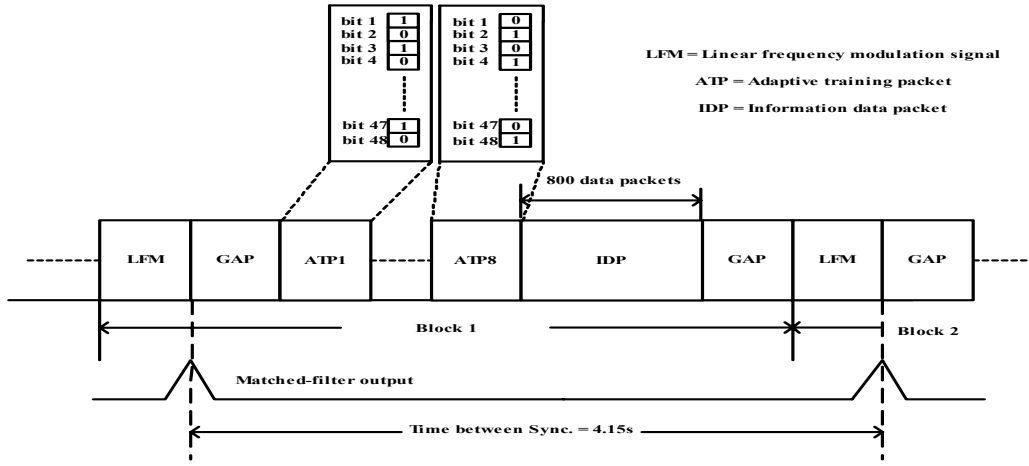 bit 1 1
bit 2 0
bit 3 1
bit 4 0
bit 47 1
bit 48 0
bit 1 0
bit 2 1
bit 3 0
bit 4 1
bit 47 0
bit 48 1
LFM = Linear frequency modulation signal
ATP = Adaptive training packet
IDP = Information data packet
800 data packets
LFM GAP ATP1 ATP8 IDP GAP LFM GAP
Block 1 Block 2
Matched-filter output
Time between Sync. = 4.15s